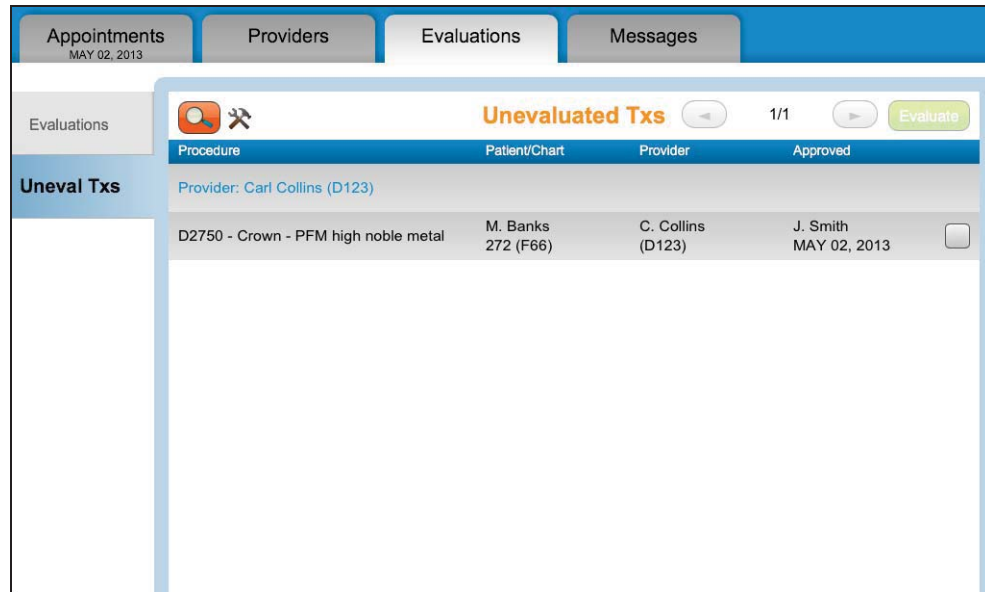 Appointments
MAY 02, 2013
Providers
Evaluations
Messages
Evaluations
Uneval Txs
Unevaluated Txs
1/1
Evaluate
Procedure Patient/Chart Provider Approved
Provider: Carl Collins (D123)
D2750 - Crown - PFM high noble metal
M. Banks
272 (F66)
C. Collins
(D123)
J. Smith
MAY 02, 2013